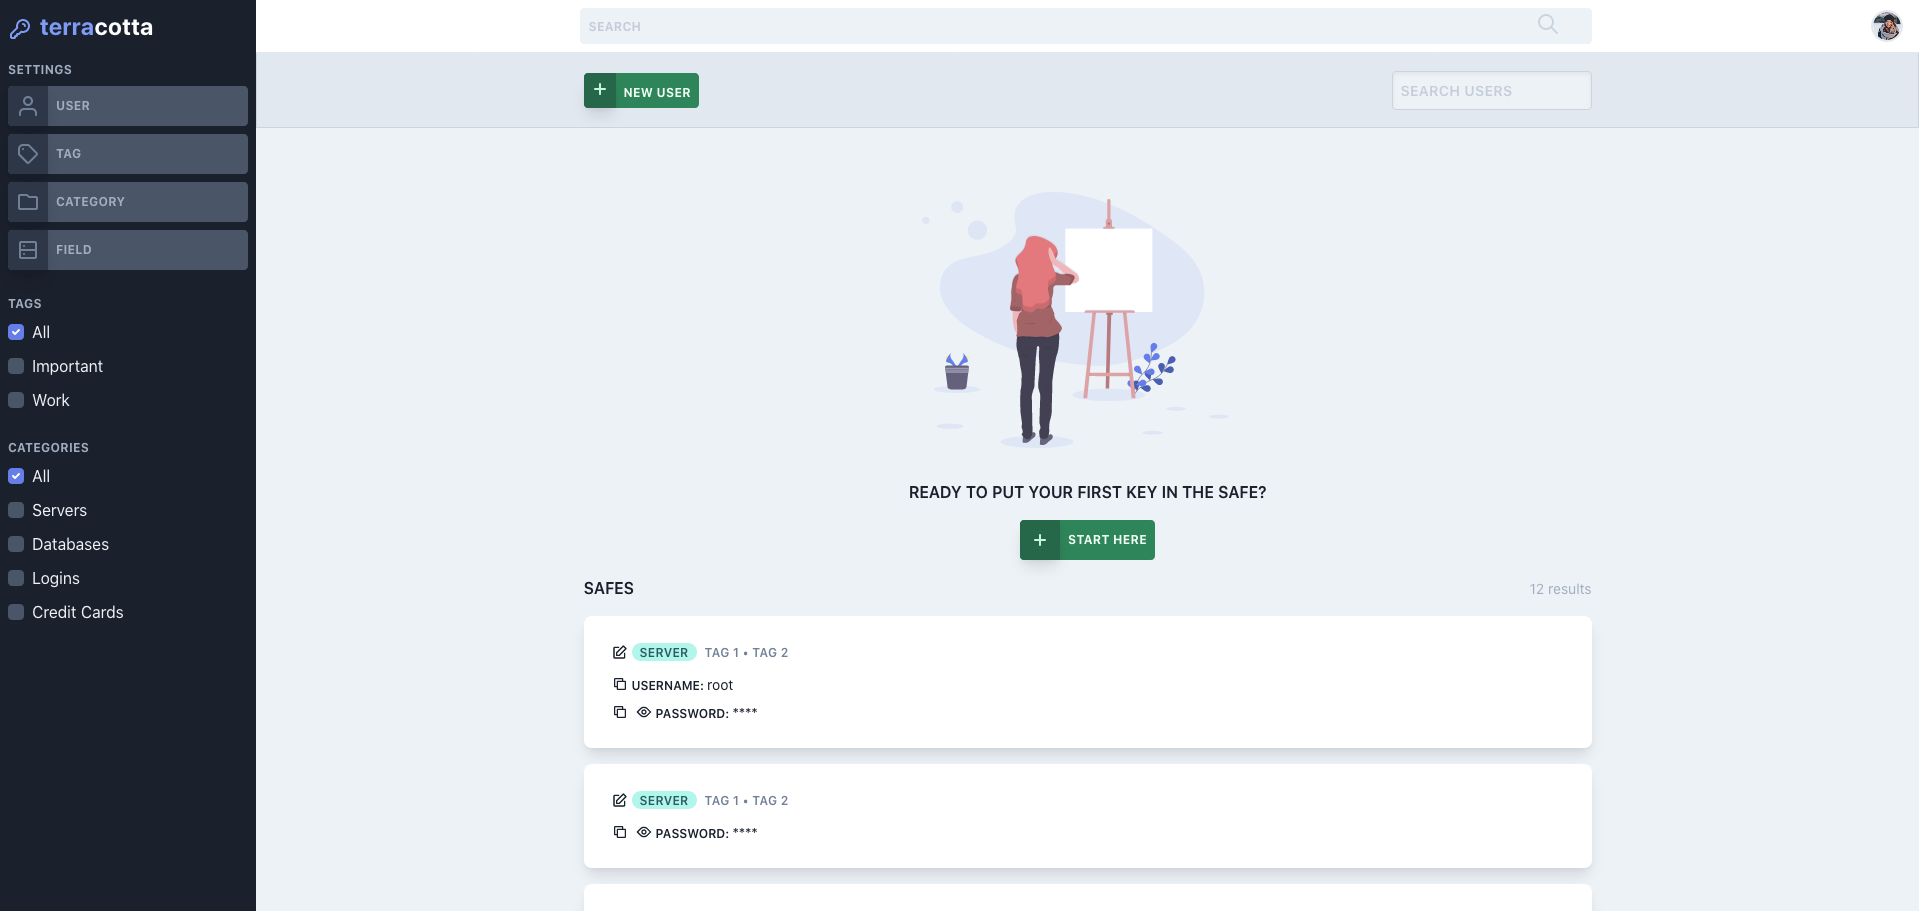 terracotta
SEARCH
SETTINGS
USER
TAG
CATEGORY
FIELD
TAGS
All
Important
Work
CATEGORIES
All
Servers
Databases
Logins
Credit Cards
NEW USER
SEARCH USERS
READY TO PUT YOUR FIRST KEY IN THE SAFE?
START HERE
SAFES
12 results
SERVER TAG 1 • TAG 2
USERNAME: root
PASSWORD: ****
SERVER TAG 1 • TAG 2
PASSWORD: ****